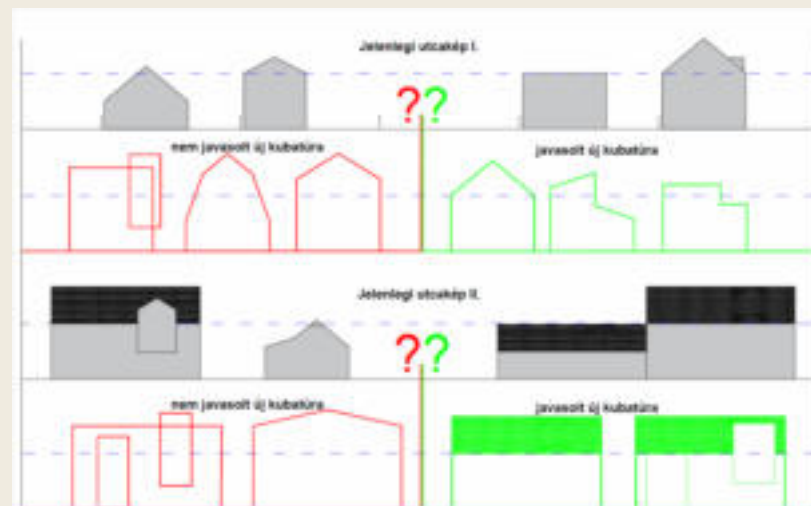 Jelenlegi utcakép I.
??
nem javasolt új kubatúra
javasolt új kubatúra
Jelenlegi utcakép II.
??
nem javasolt új kubatúra
javasolt új kubatúra